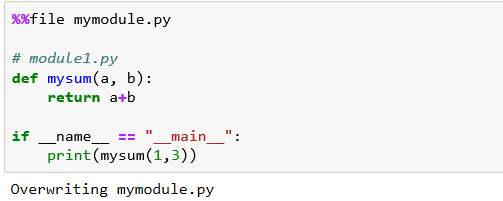 %%file mymodule.py
# module1.py
def mysum(a, b):
    return a+b
if __name__ == "__main__":
    print(mysum(1,3))
Overwriting mymodule.py